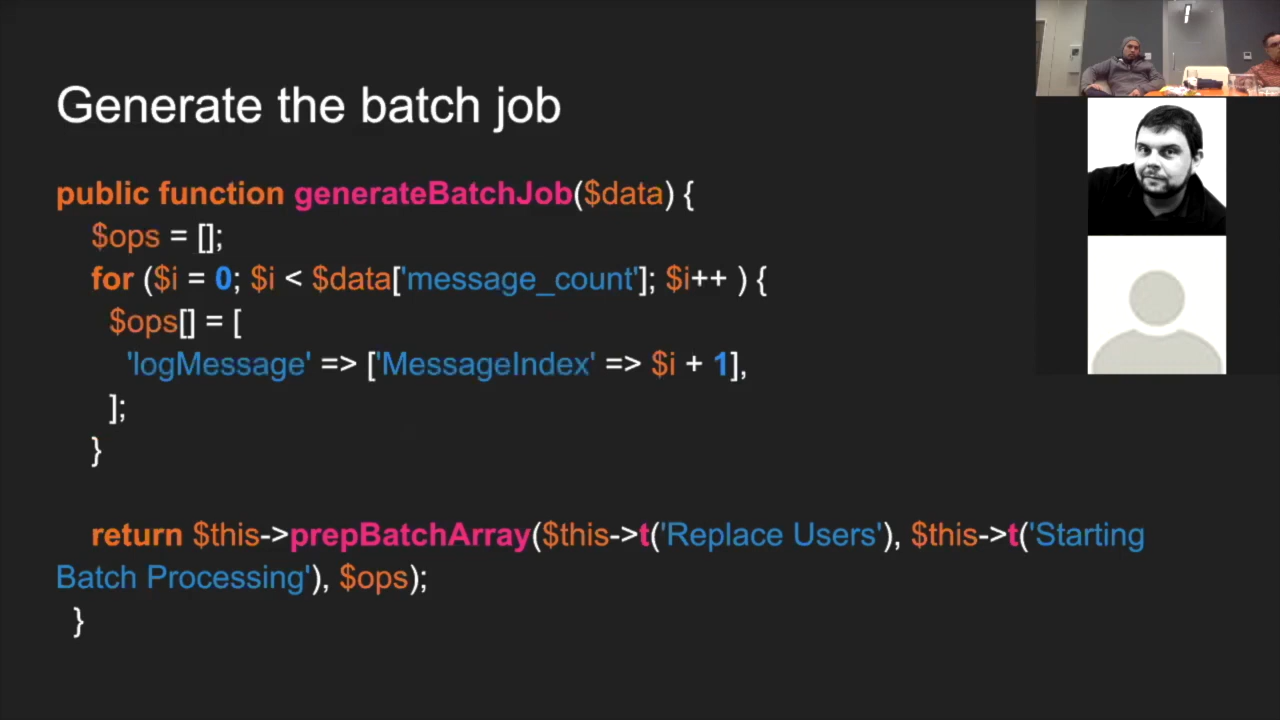 Generate the batch job
public function generateBatchJob($data) {
$ops = [];
for ($i = 0; $i < $data['message_count']; $i++ ) {
$ops[] = [
'logMessage' => ['MessageIndex' => $i + 1],
];
}
return $this->prepBatchArray($this->t('Replace Users'), $this->t('Starting
Batch Processing'), $ops);
}